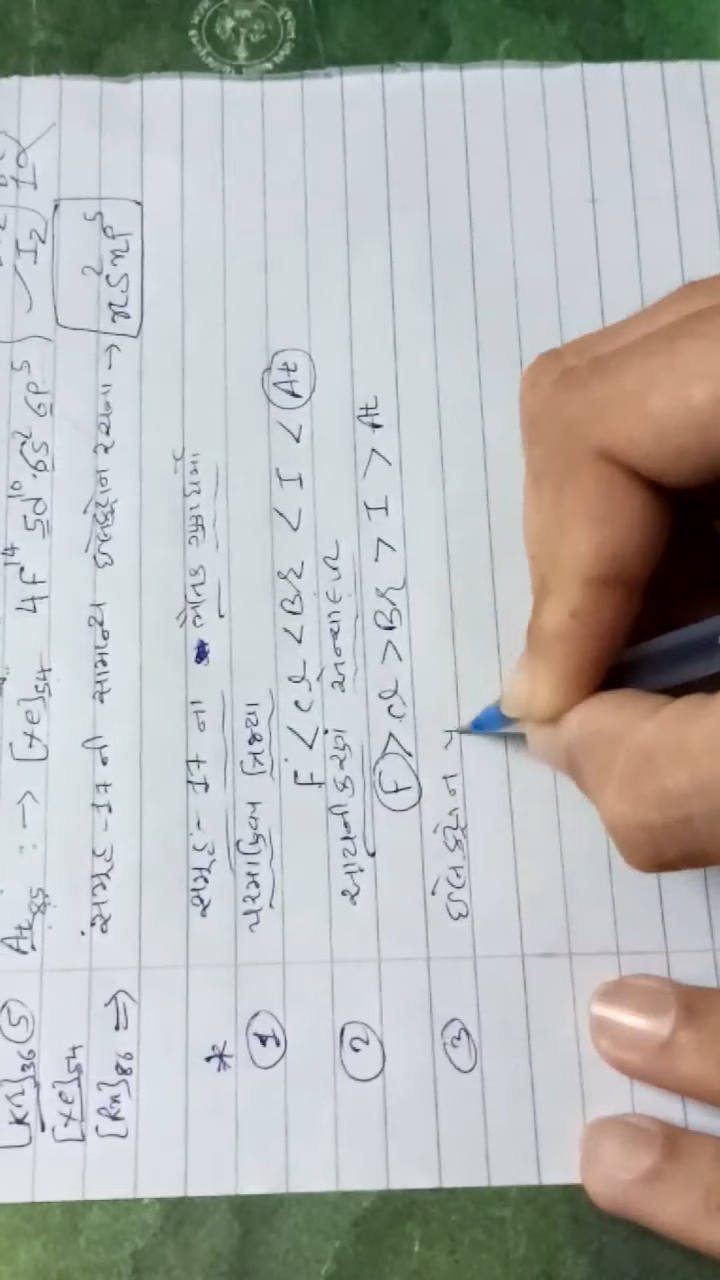 [Kr]36 (5) At85 :→ [Xe]54 4f14 5d10 6s2 6p5) I2
[Xe]54
[Rn]86 ⇒ સમૂહ-17 ની સામાન્ય ઇલેક્ટ્રોન રચના → ns2 np5
* સમૂહ-17 ના ભૌતિક ગુણધર્મો
① પરમાણ્વિય ત્રિજ્યા
F < Cl < Br < I < At
② આયનીકરણ એન્થાલ્પી
F > Cl > Br > I > At
③ ઇલેક્ટ્રોન